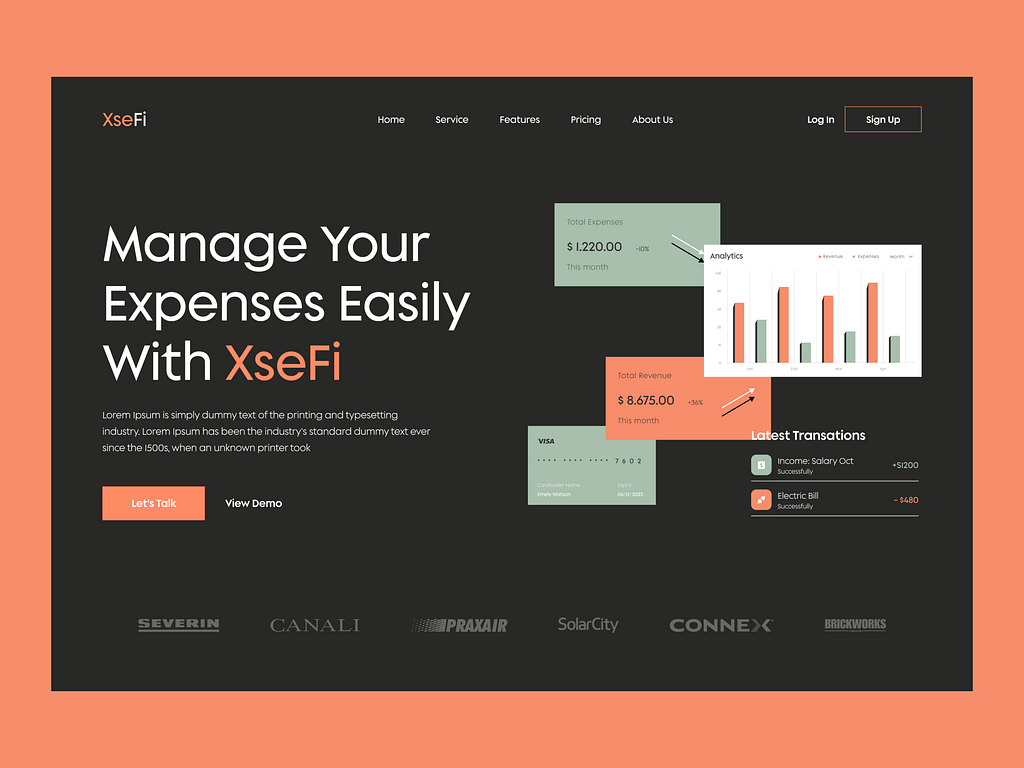 XseFi
Home Service Features Pricing About Us
Log In Sign Up
Manage Your
Expenses Easily
With XseFi
Lorem Ipsum is simply dummy text of the printing and typesetting
industry. Lorem Ipsum has been the industry's standard dummy text ever
since the 1500s, when an unknown printer took
Let's Talk View Demo
Total Expenses
$ 1.220.00 -10%
This month
Analytics
Revenue Expenses Month
Total Revenue
$ 8.675.00 +36%
This month
VISA
**** **** **** 7602
Cardholder Name Expiry
Emely Watson 06/12/2023
Latest Transations
Income: Salary Oct +S1200
Successfully
Electric Bill - $480
Successfully
SEVERIN
CANALI
PRAXAIR
SolarCity
CONNEX
BRICKWORKS